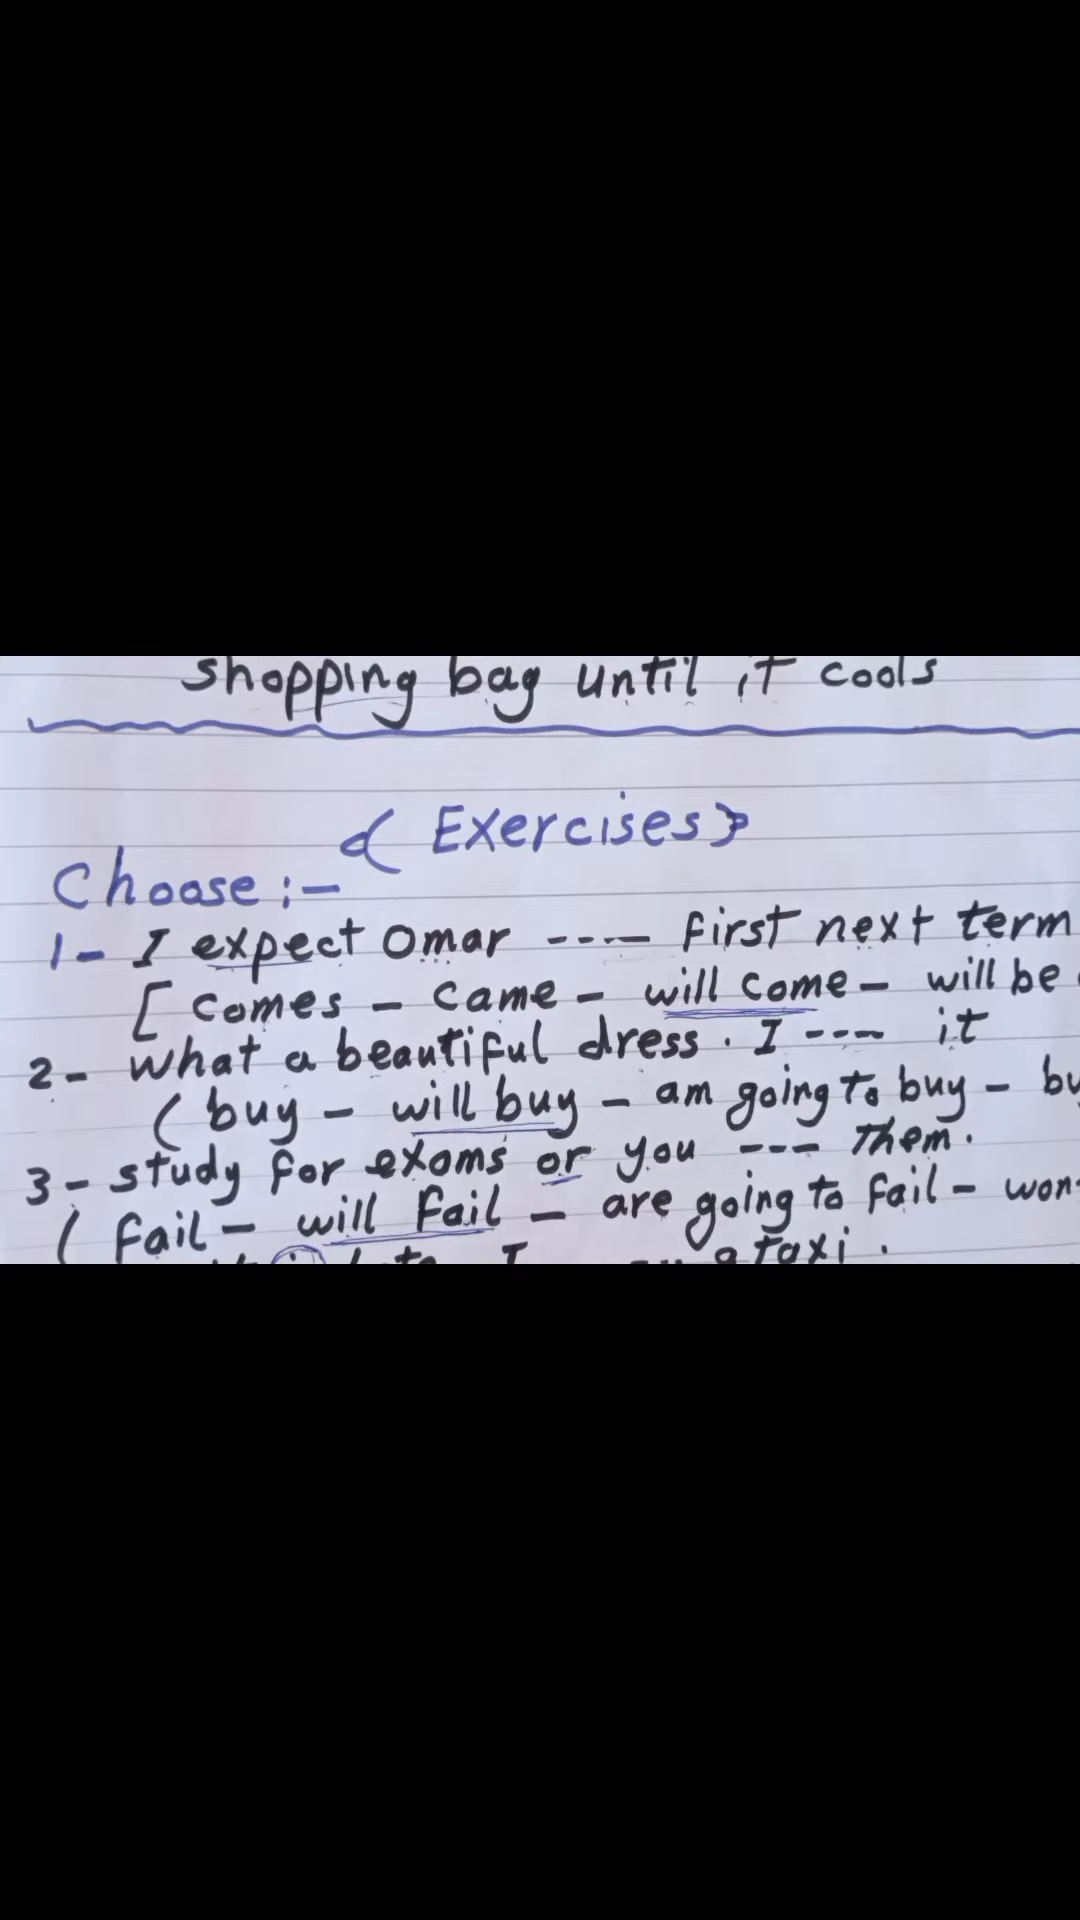 shopping bag until it cools
( Exercises )
Choose :-
1- I expect Omar ---- first next term
[ comes - came - will come - will be
2- what a beautiful dress. I ---- it
( buy - will buy - am going to buy -
3- study for exams or you --- them.
( fail - will fail - are going to fail -
I a taxi.